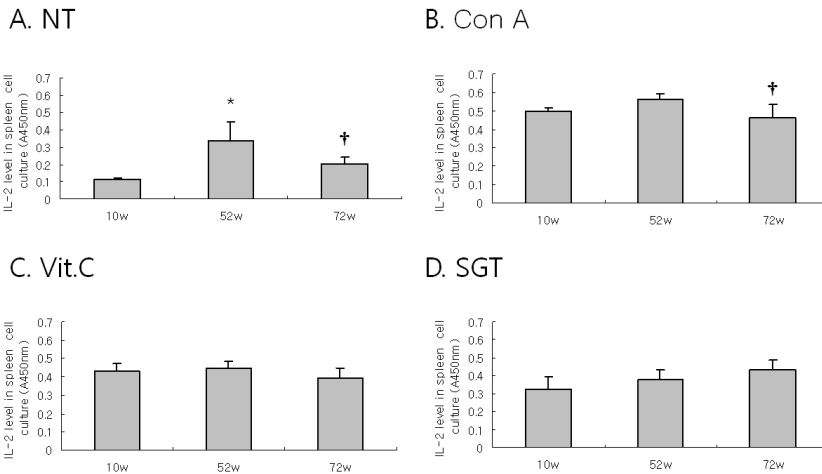 A. NT
IL-2 level in spleen cell
culture (A450nm)
0.7
0.6
0.5
0.4
0.3
0.2
0.1
0
*
†
10w
52w
72w
B. Con A
IL-2 level in spleen cell
culture (A450nm)
0.7
0.6
0.5
0.4
0.3
0.2
0.1
0
†
10w
52w
72w
C. Vit.C
IL-2 level in spleen cell
culture (A450nm)
0.7
0.6
0.5
0.4
0.3
0.2
0.1
0
10w
52w
72w
D. SGT
IL-2 level in spleen cell
culture (A450nm)
0.7
0.6
0.5
0.4
0.3
0.2
0.1
0
10w
52w
72w